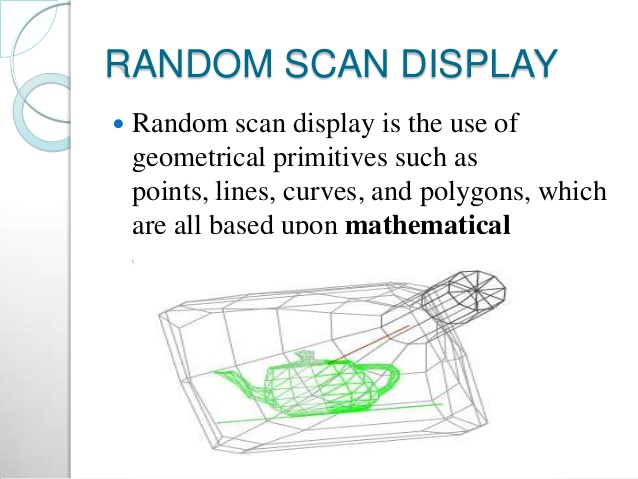 RANDOM SCAN DISPLAY
Random scan display is the use of
geometrical primitives such as
points, lines, curves, and polygons, which
are all based upon mathematical